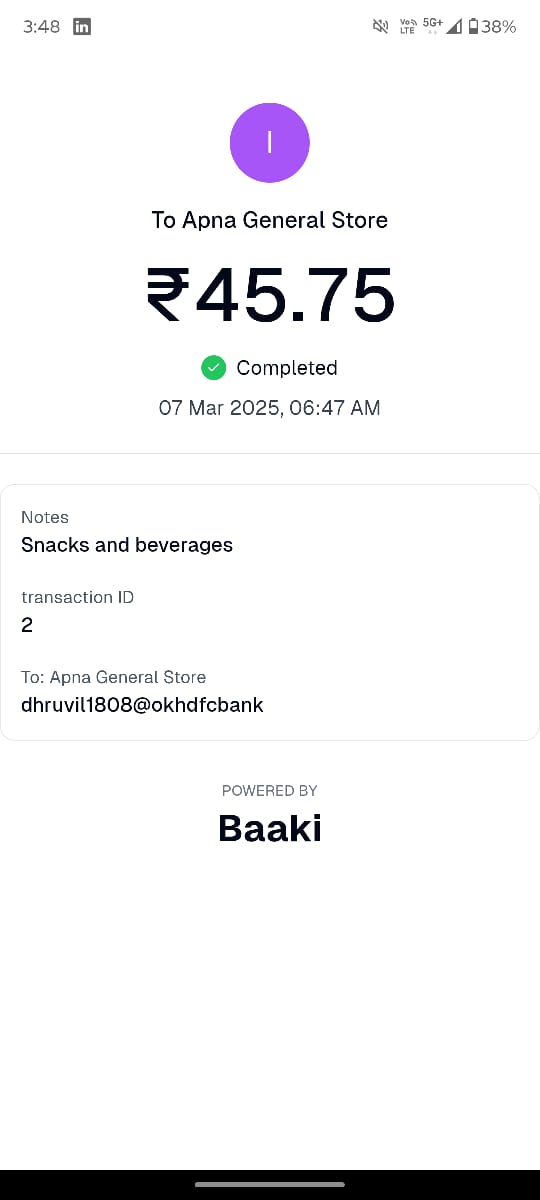 3:48 in Vo LTE 5G+ 38%
I
To Apna General Store
₹45.75
Completed
07 Mar 2025, 06:47 AM
Notes
Snacks and beverages
transaction ID
2
To: Apna General Store
dhruvil1808@okhdfcbank
POWERED BY
Baaki